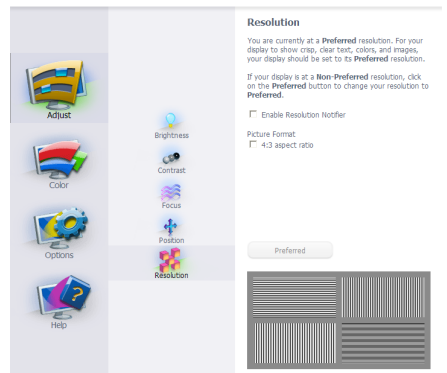 Adjust
Color
Options
Help
Brightness
Contrast
Focus
Position
Resolution
Resolution
You are currently at a Preferred resolution. For your
display to show crisp, clear text, colors, and images,
your display should be set to its Preferred resolution.
If your display is at a Non-Preferred resolution, click
on the Preferred button to change your resolution to
Preferred.
Enable Resolution Notifier
Picture Format
4:3 aspect ratio
Preferred